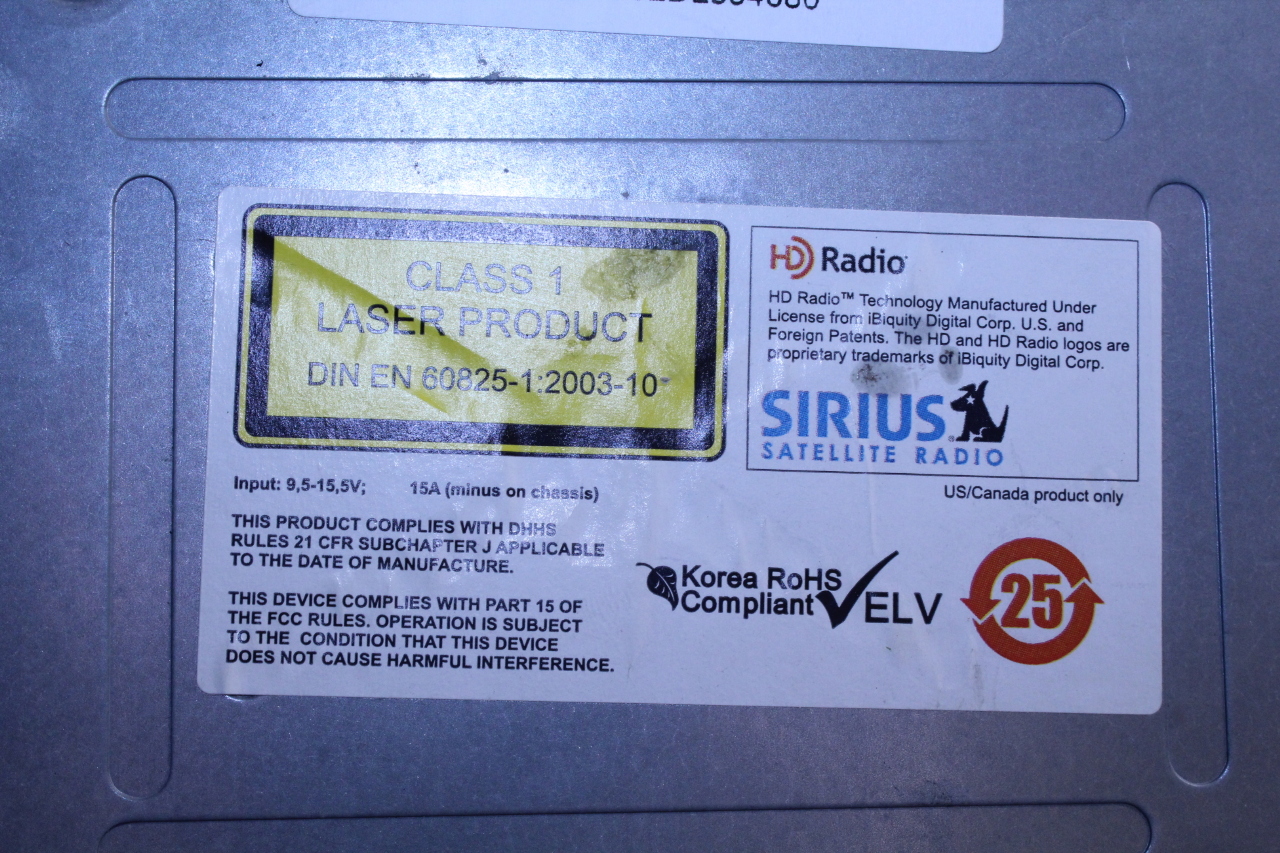 CLASS 1
LASER PRODUCT
DIN EN 60825-1:2003-10
HD Radio
HD Radio™ Technology Manufactured Under
License from iBiquity Digital Corp. U.S. and
Foreign Patents. The HD and HD Radio logos are
proprietary trademarks of iBiquity Digital Corp.
SIRIUS
SATELLITE RADIO
US/Canada product only
Input: 9,5-15,5V; 15A (minus on chassis)
THIS PRODUCT COMPLIES WITH DHHS
RULES 21 CFR SUBCHAPTER J APPLICABLE
TO THE DATE OF MANUFACTURE.
THIS DEVICE COMPLIES WITH PART 15 OF
THE FCC RULES. OPERATION IS SUBJECT
TO THE CONDITION THAT THIS DEVICE
DOES NOT CAUSE HARMFUL INTERFERENCE.
Korea RoHS
Compliant
ELV
25